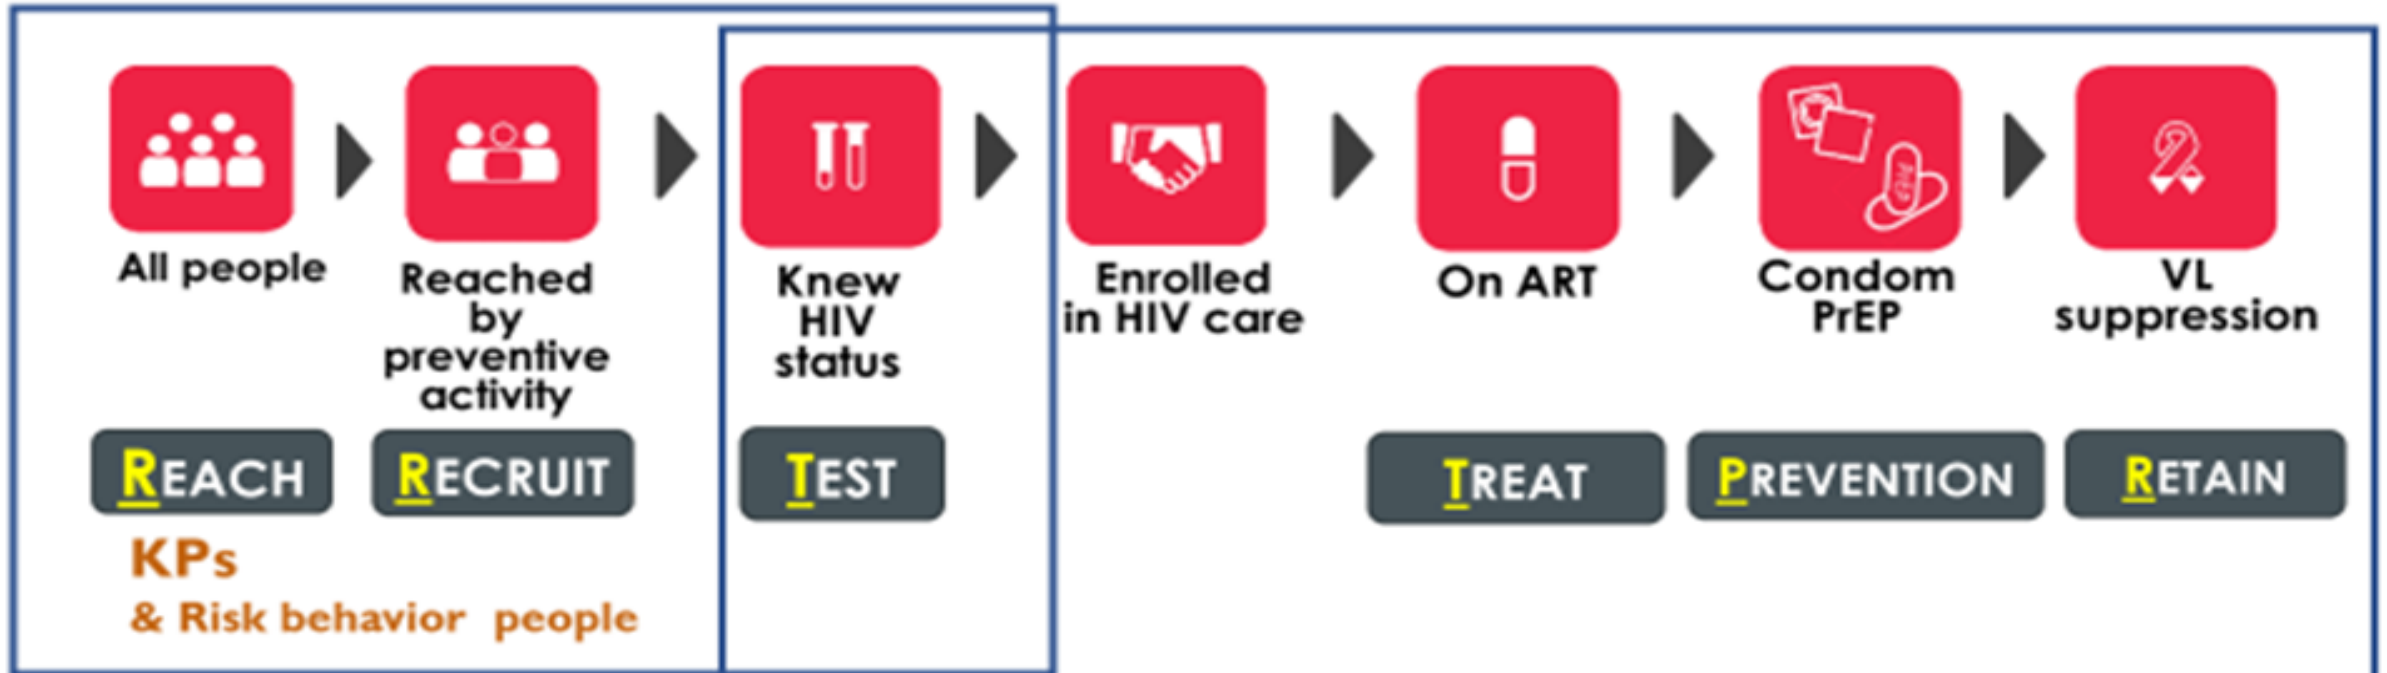 All people
Reached
by
preventive
activity
Knew
HIV
status
Enrolled
in HIV care
On ART
Condom
PrEP
PrEP
VL
suppression
REACH
RECRUIT
TEST
TREAT
PREVENTION
RETAIN
KPs
& Risk behavior people